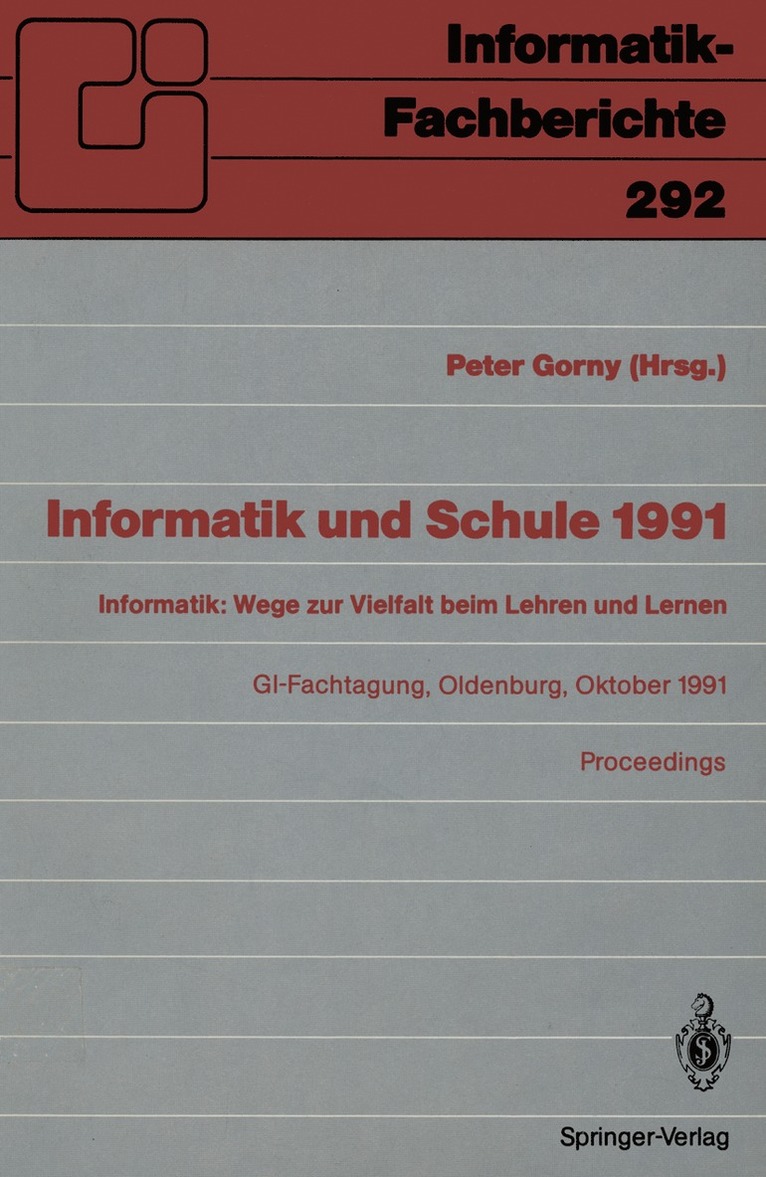 Informatik-
Fachberichte
292
Peter Gorny (Hrsg.)
Informatik und Schule 1991
Informatik: Wege zur Vielfalt beim Lehren und Lernen
GI-Fachtagung, Oldenburg, Oktober 1991
Proceedings
Springer-Verlag